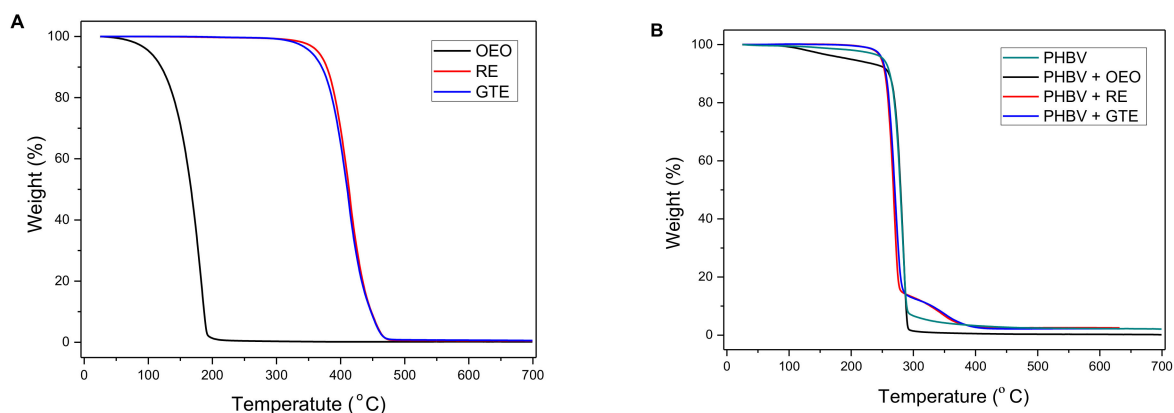 A
OEO
RE
GTE
Weight (%)
100
80
60
40
20
0
0 100 200 300 400 500 600 700
Temperatute (°C)
B
PHBV
PHBV + OEO
PHBV + RE
PHBV + GTE
Weight (%)
100
80
60
40
20
0
0 100 200 300 400 500 600 700
Temperature (°C)